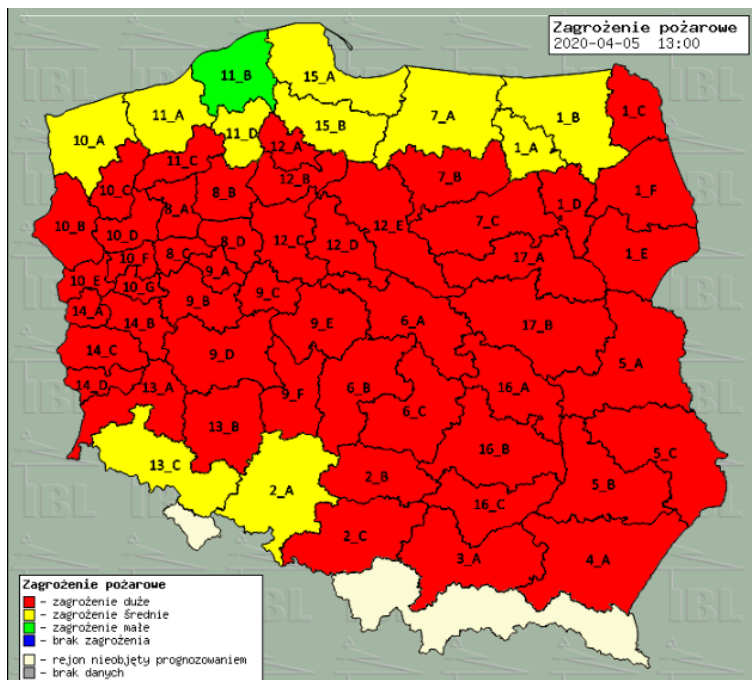 Zagrożenie pożarowe
2020-04-05 13:00
11_B
15_A
10_A
11_A
11_D
15_B
7_A
1_B
1_C
1_A
12_A
11_C
10_C
8_B
12_B
7_B
1_D
1_F
10_B
8_A
10_D
12_C
12_D
12_E
7_C
8_C
8_D
1_E
10_F
17_A
9_A
10_E
10_G
9_B
9_C
14_A
14_B
9_E
6_A
17_B
14_C
9_D
5_A
14_D
13_A
9_F
6_B
16_A
6_C
13_B
16_B
5_C
13_C
2_B
2_A
5_B
16_C
2_C
3_A
4_A
Zagrożenie pożarowe
- zagrożenie duże
- zagrożenie średnie
- zagrożenie małe
- brak zagrożenia
- rejon nieobjęty prognozowaniem
- brak danych
IBL
IBL
IBL
IBL